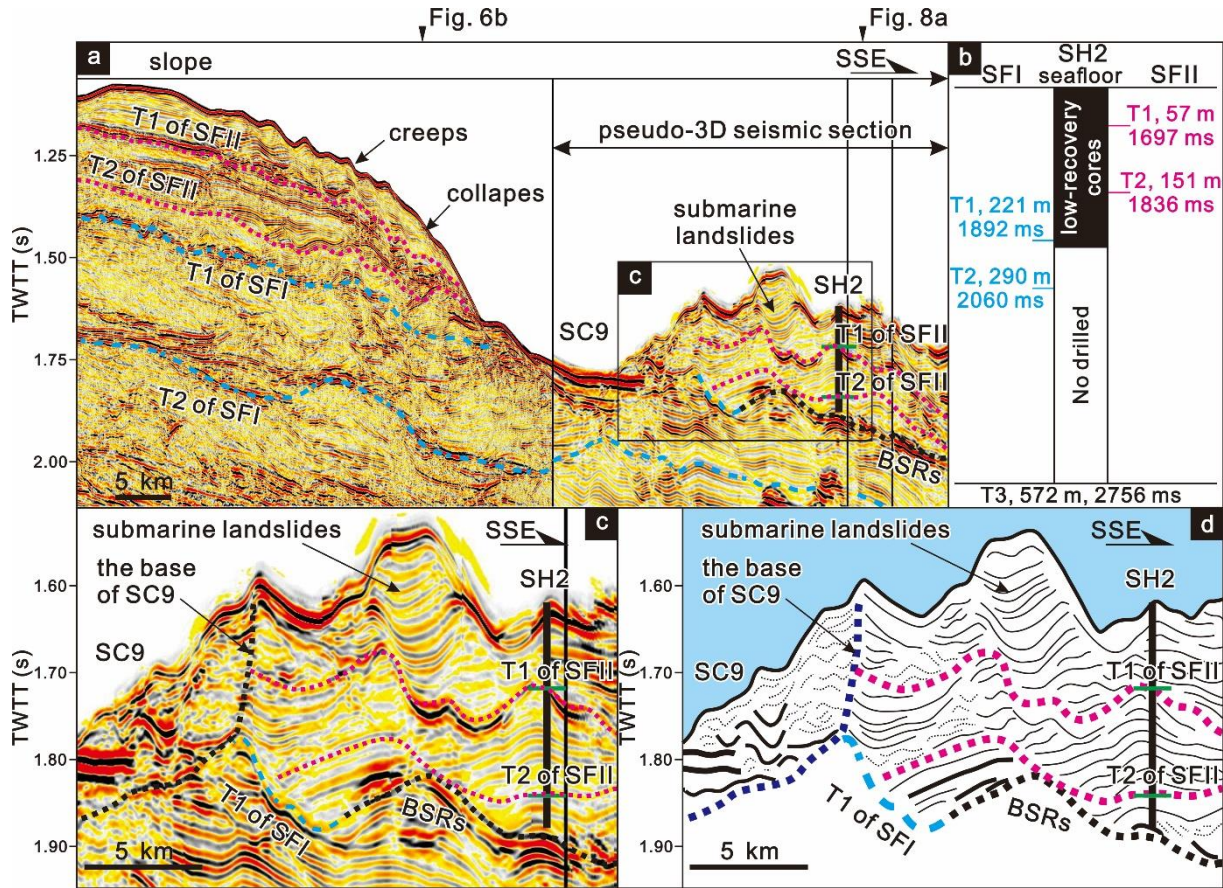 Fig. 6b
Fig. 8a
a
slope
SSE
creeps
collapes
pseudo-3D seismic section
submarine
landslides
T1 of SFII
T2 of SFII
T1 of SFI
T2 of SFI
c
SH2
SC9
T1 of SFII
T2 of SFII
BSRs
5 km
TWTT (s)
1.25
1.50
1.75
2.00
b
SFI
SH2
seafloor
SFII
T1, 57 m
1697 ms
T2, 151 m
1836 ms
low-recovery
cores
T1, 221 m
1892 ms
T2, 290 m
2060 ms
No drilled
T3, 572 m, 2756 ms
c
submarine landslides
SSE
the base
of SC9
SH2
SC9
T1 of SFII
T2 of SFII
T1 of SFI
BSRs
5 km
TWTT (s)
1.60
1.70
1.80
1.90
d
submarine landslides
SSE
the base
of SC9
SH2
SC9
T1 of SFII
T2 of SFII
T1 of SFI
BSRs
5 km
TWTT (s)
1.60
1.70
1.80
1.90